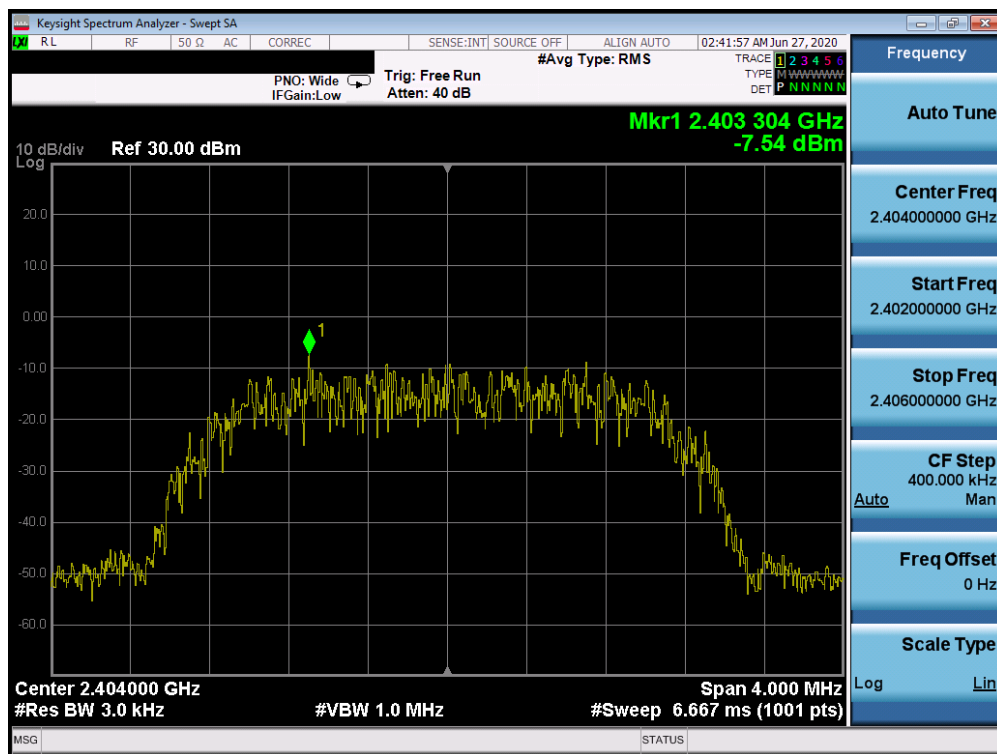 Keysight Spectrum Analyzer - Swept SA
LXI RL RF 50 Ω AC CORREC SENSE:INT SOURCE OFF ALIGN AUTO 02:41:57 AM Jun 27, 2020
Frequency
#Avg Type: RMS
TRACE 1 2 3 4 5 6
PNO: Wide
Trig: Free Run
TYPE M WWWWW
IFGain:Low
Atten: 40 dB
DET P N N N N N
Auto Tune
Mkr1 2.403 304 GHz
-7.54 dBm
10 dB/div
Ref 30.00 dBm
Log
20.0
10.0
0.00
-10.0
-20.0
-30.0
-40.0
-50.0
-60.0
1
Center Freq
2.404000000 GHz
Start Freq
2.402000000 GHz
Stop Freq
2.406000000 GHz
CF Step
400.000 kHz
Auto Man
Freq Offset
0 Hz
Scale Type
Log Lin
Center 2.404000 GHz
Span 4.000 MHz
#Res BW 3.0 kHz
#VBW 1.0 MHz
#Sweep 6.667 ms (1001 pts)
MSG
STATUS